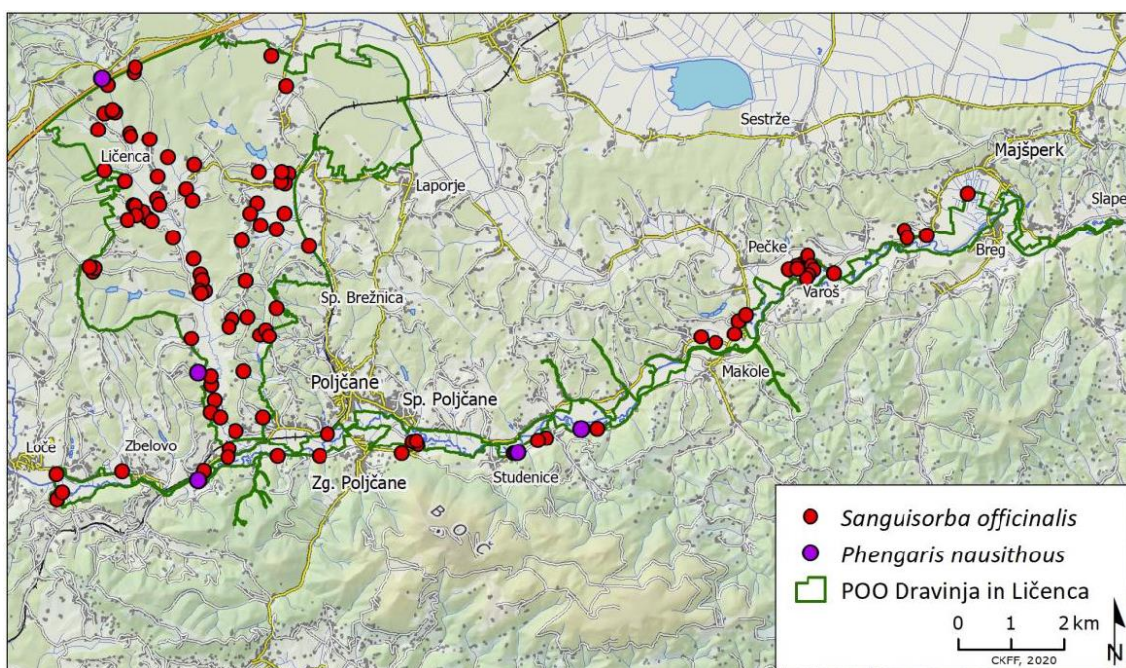 Sestrže
Majšperk
Ličenca
Laporje
Slape
Pečke
Breg
Varoš
Sp. Brežnica
Makole
Poljčane
Sp. Poljčane
Zbelovo
Loče
Studenice
Zg. Poljčane
BOČ
Sanguisorba officinalis
Phengaris nausithous
POO Dravinja in Ličenca
0 1 2 km
CKFF, 2020
N